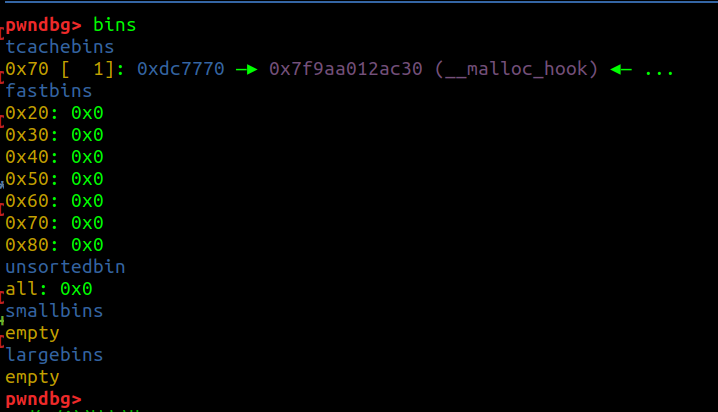 pwndbg> bins
tcachebins
0x70 [  1]: 0xdc7770 —▸ 0x7f9aa012ac30 (__malloc_hook) ◂— ...
fastbins
0x20: 0x0
0x30: 0x0
0x40: 0x0
0x50: 0x0
0x60: 0x0
0x70: 0x0
0x80: 0x0
unsortedbin
all: 0x0
smallbins
empty
largebins
empty
pwndbg>